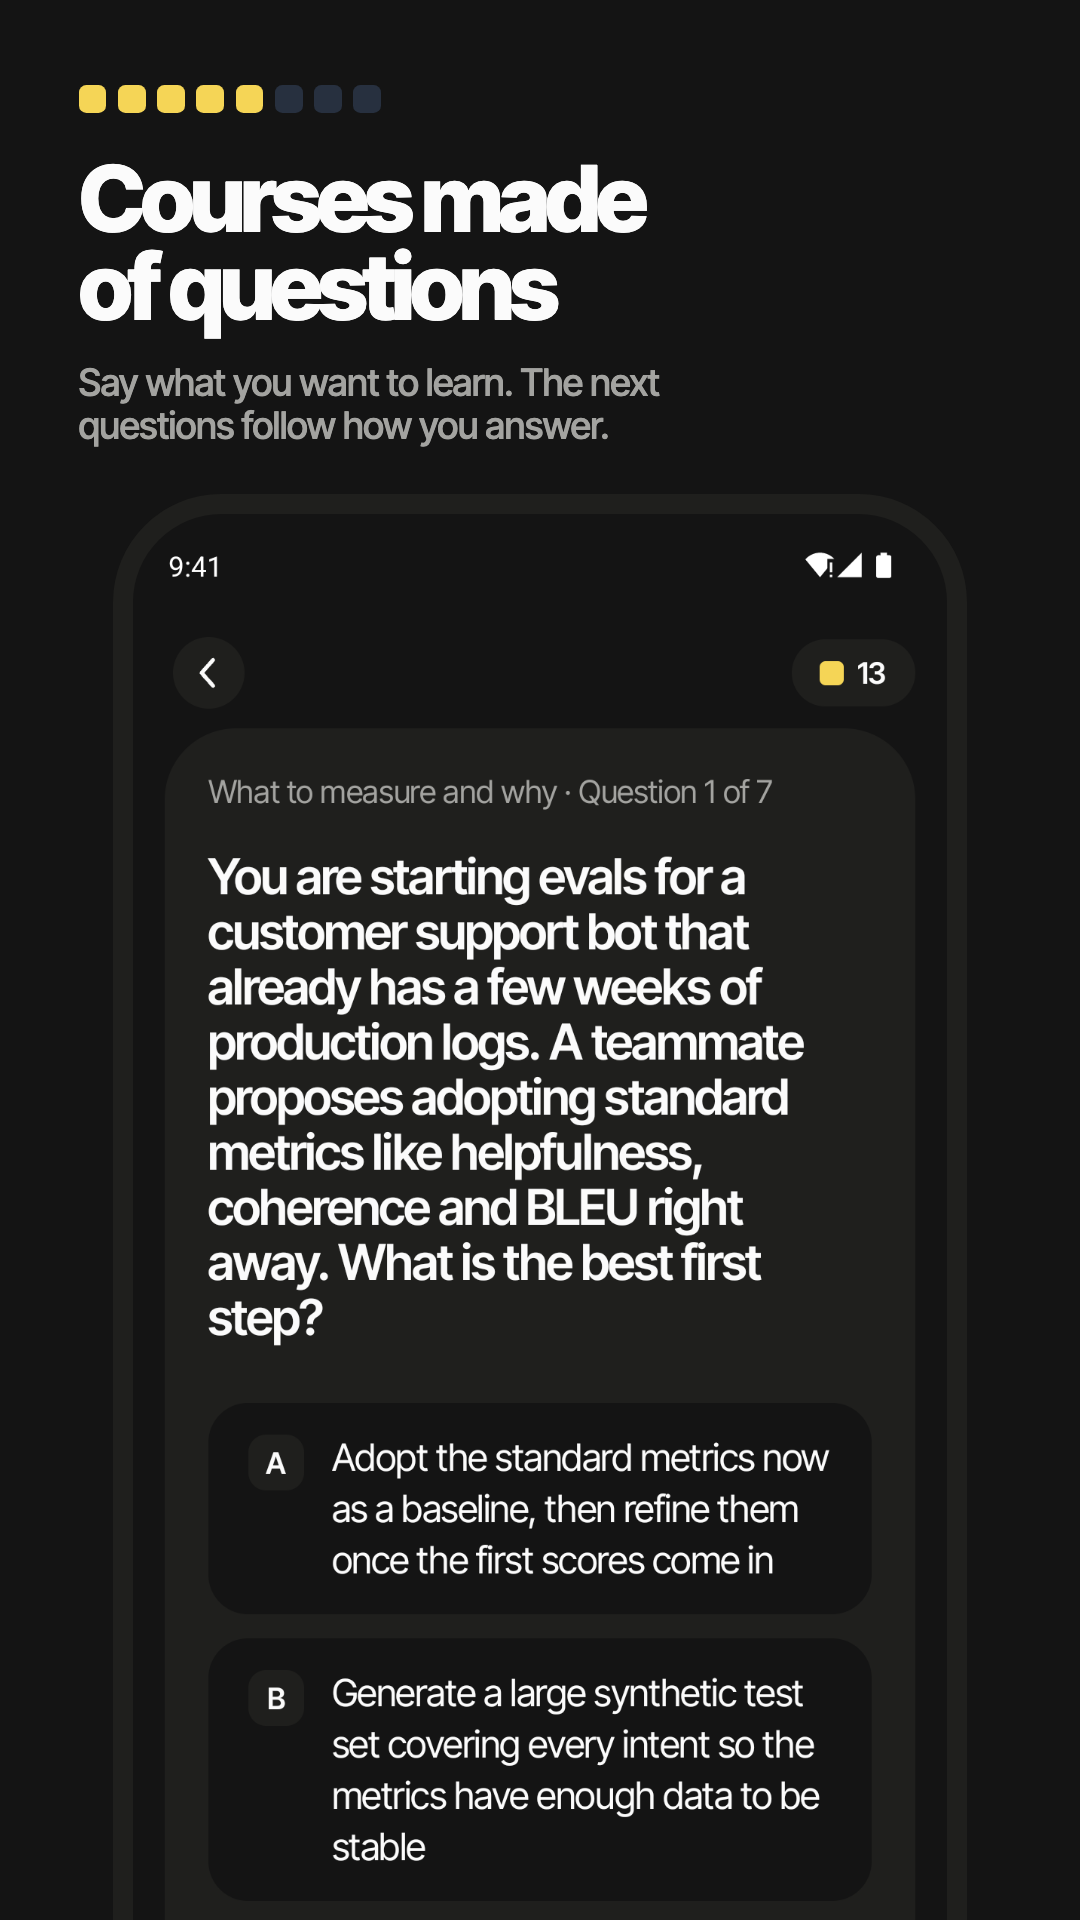 Courses made
of questions
Say what you want to learn. The next
questions follow how you answer.
9:41
13
What to measure and why · Question 1 of 7
You are starting evals for a
customer support bot that
already has a few weeks of
production logs. A teammate
proposes adopting standard
metrics like helpfulness,
coherence and BLEU right
away. What is the best first
step?
A
Adopt the standard metrics now
as a baseline, then refine them
once the first scores come in
B
Generate a large synthetic test
set covering every intent so the
metrics have enough data to be
stable